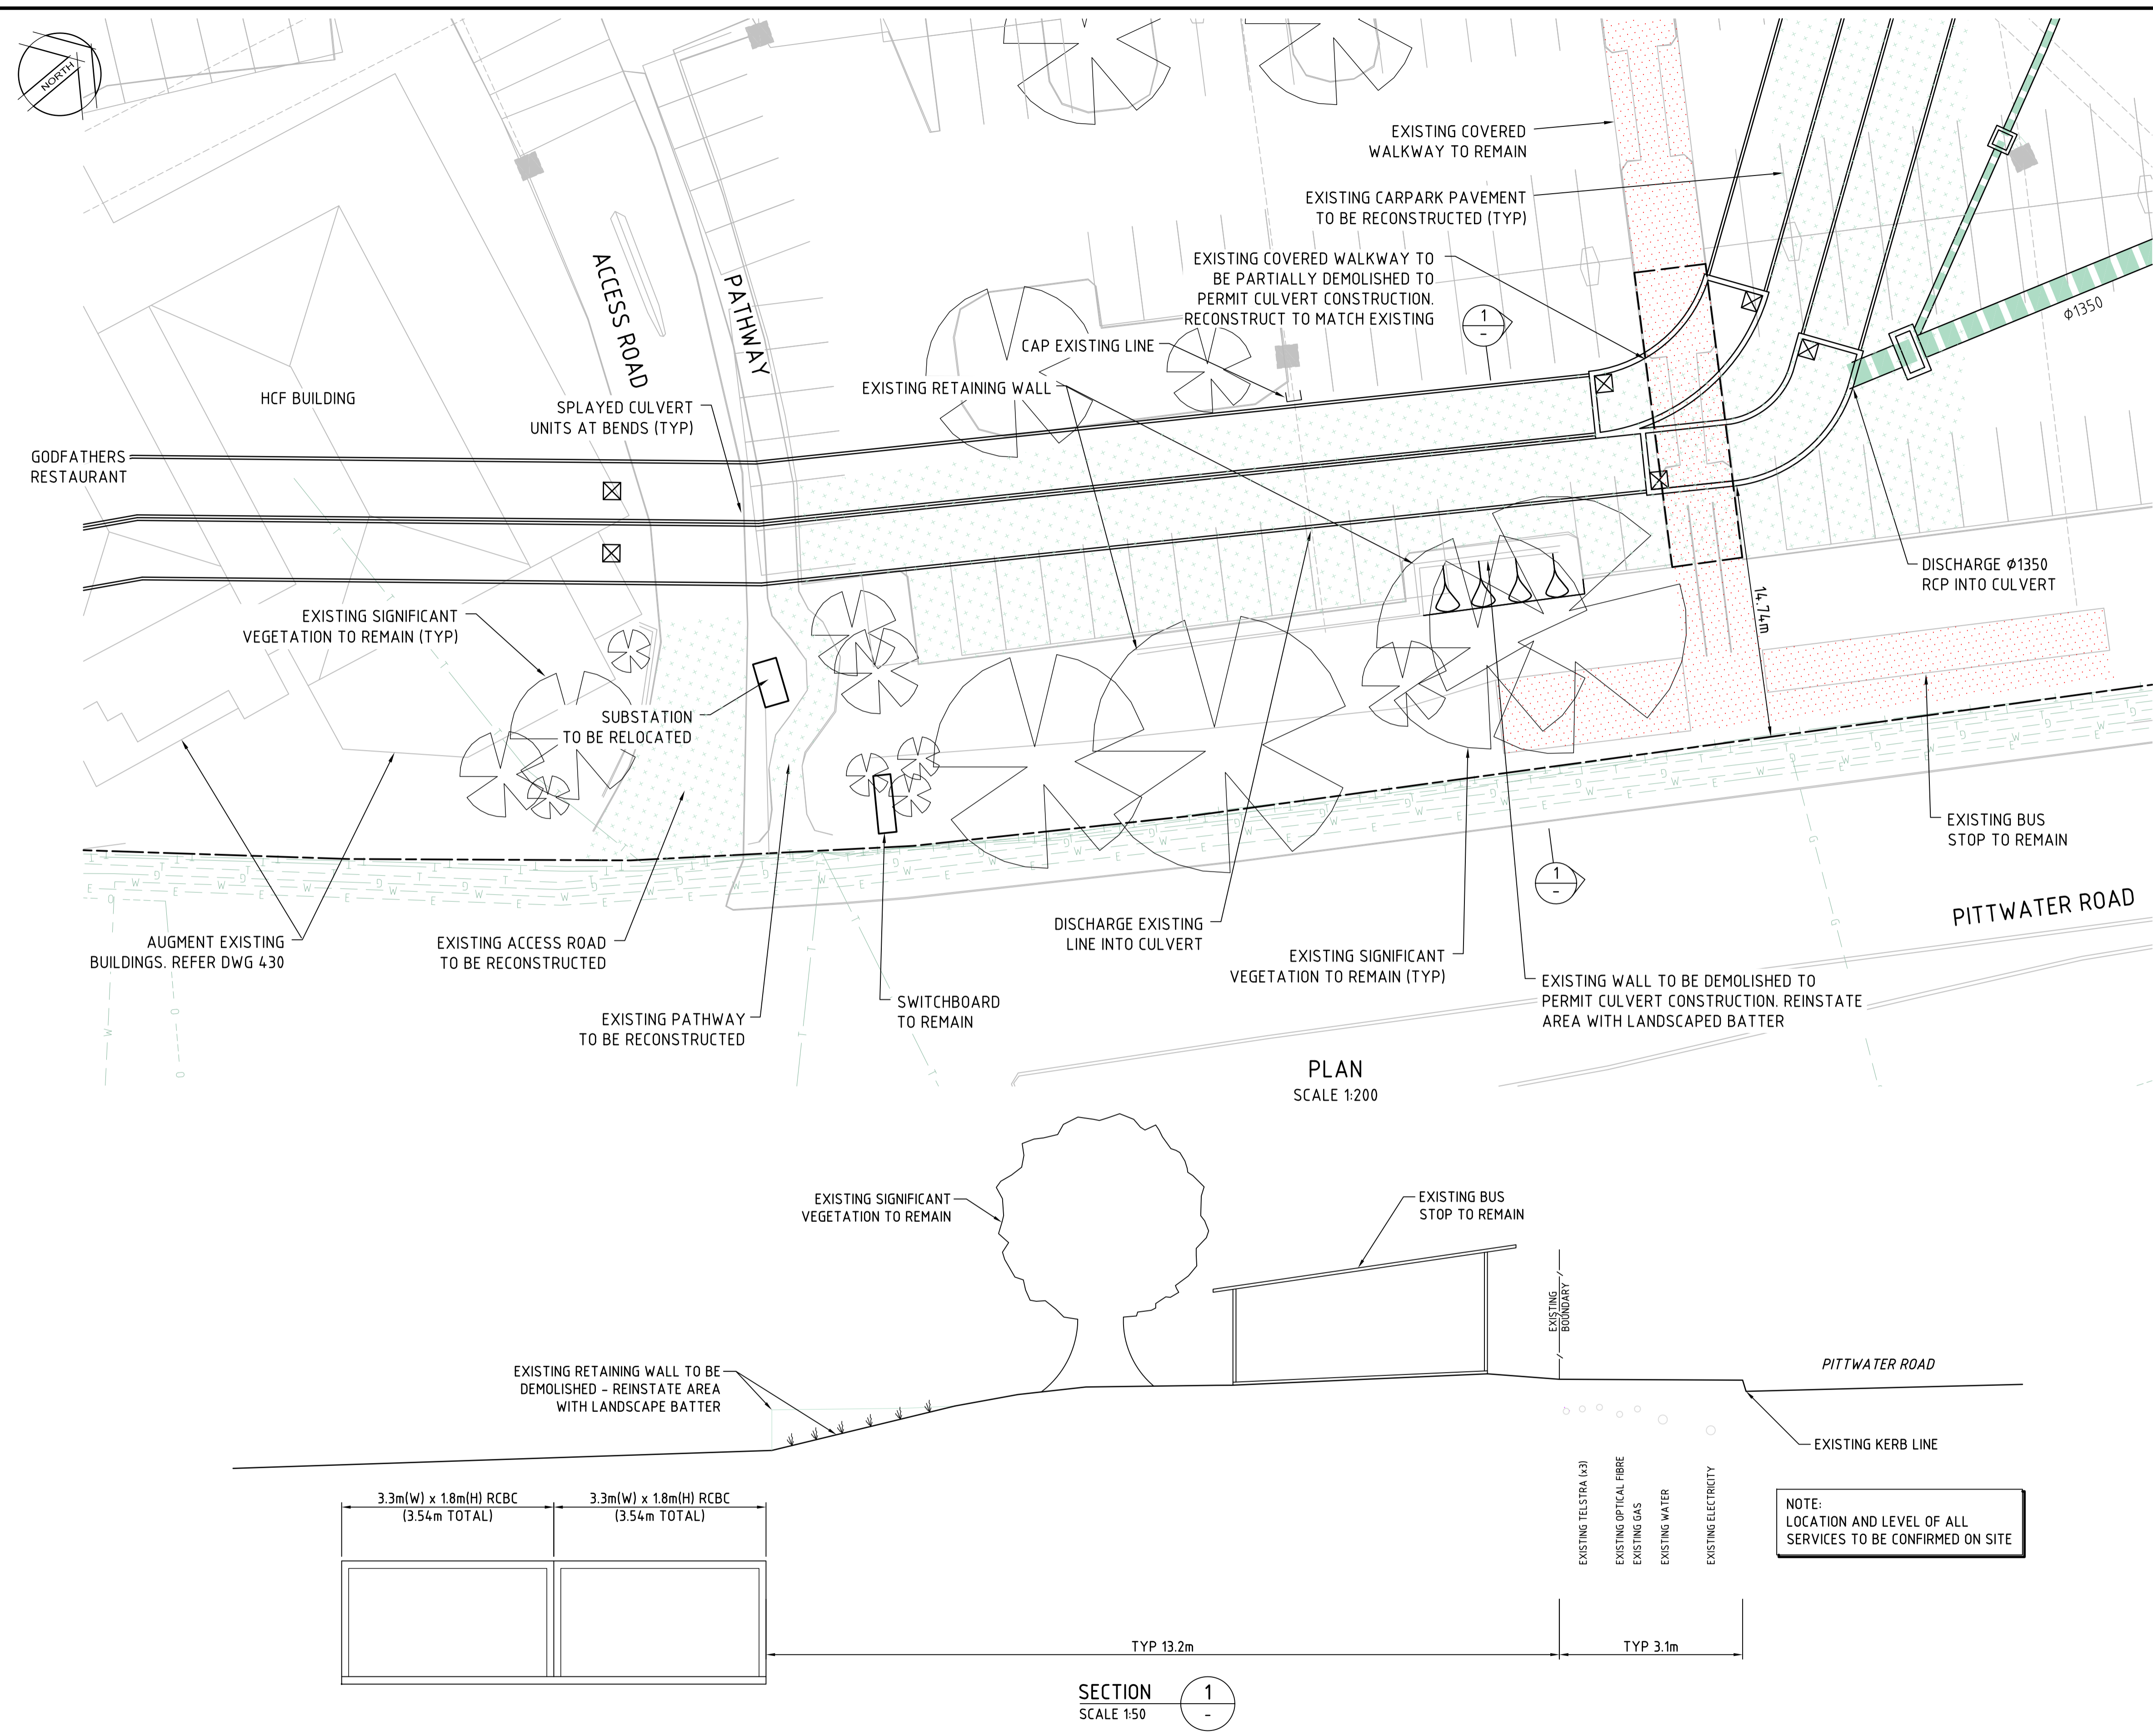 NORTH
EXISTING COVERED
WALKWAY TO REMAIN
EXISTING CARPARK PAVEMENT
TO BE RECONSTRUCTED (TYP)
EXISTING COVERED WALKWAY TO
BE PARTIALLY DEMOLISHED TO
PERMIT CULVERT CONSTRUCTION.
RECONSTRUCT TO MATCH EXISTING
1
-
ø1350
ACCESS ROAD
PATHWAY
CAP EXISTING LINE
EXISTING RETAINING WALL
HCF BUILDING
SPLAYED CULVERT
UNITS AT BENDS (TYP)
GODFATHERS
RESTAURANT
DISCHARGE ø1350
RCP INTO CULVERT
14.74m
EXISTING SIGNIFICANT
VEGETATION TO REMAIN (TYP)
SUBSTATION
TO BE RELOCATED
EXISTING BUS
STOP TO REMAIN
1
-
PITTWATER ROAD
AUGMENT EXISTING
BUILDINGS. REFER DWG 430
EXISTING ACCESS ROAD
TO BE RECONSTRUCTED
DISCHARGE EXISTING
LINE INTO CULVERT
EXISTING SIGNIFICANT
VEGETATION TO REMAIN (TYP)
EXISTING WALL TO BE DEMOLISHED TO
PERMIT CULVERT CONSTRUCTION. REINSTATE
AREA WITH LANDSCAPED BATTER
SWITCHBOARD
TO REMAIN
EXISTING PATHWAY
TO BE RECONSTRUCTED
PLAN
SCALE 1:200
EXISTING SIGNIFICANT
VEGETATION TO REMAIN
EXISTING BUS
STOP TO REMAIN
EXISTING
BOUNDARY
PITTWATER ROAD
EXISTING RETAINING WALL TO BE
DEMOLISHED - REINSTATE AREA
WITH LANDSCAPE BATTER
EXISTING KERB LINE
3.3m(W) x 1.8m(H) RCBC
(3.54m TOTAL)
3.3m(W) x 1.8m(H) RCBC
(3.54m TOTAL)
EXISTING TELSTRA (x3)
EXISTING OPTICAL FIBRE
EXISTING GAS
EXISTING WATER
EXISTING ELECTRICITY
NOTE:
LOCATION AND LEVEL OF ALL
SERVICES TO BE CONFIRMED ON SITE
TYP 13.2m
TYP 3.1m
SECTION
SCALE 1:50
1
-